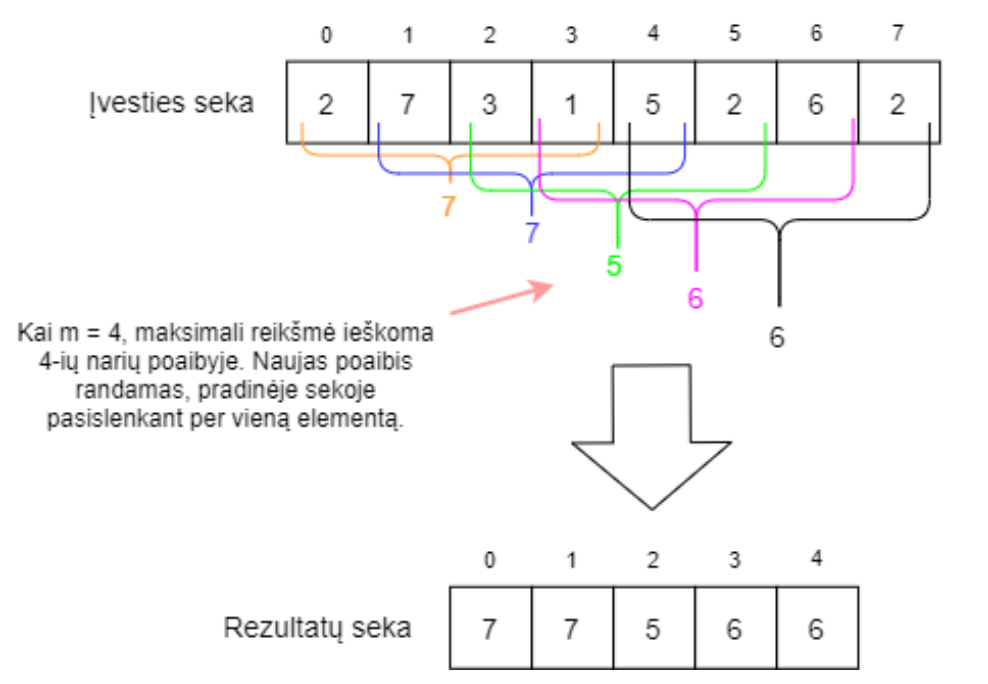 0 1 2 3 4 5 6 7
Įvesties seka 2 7 3 1 5 2 6 2
7
7
5
6
6
Kai m = 4, maksimali reikšmė ieškoma
4-ių narių poaibyje. Naujas poaibis
randamas, pradinėje sekoje
pasislenkant per vieną elementą.
0 1 2 3 4
Rezultatų seka 7 7 5 6 6